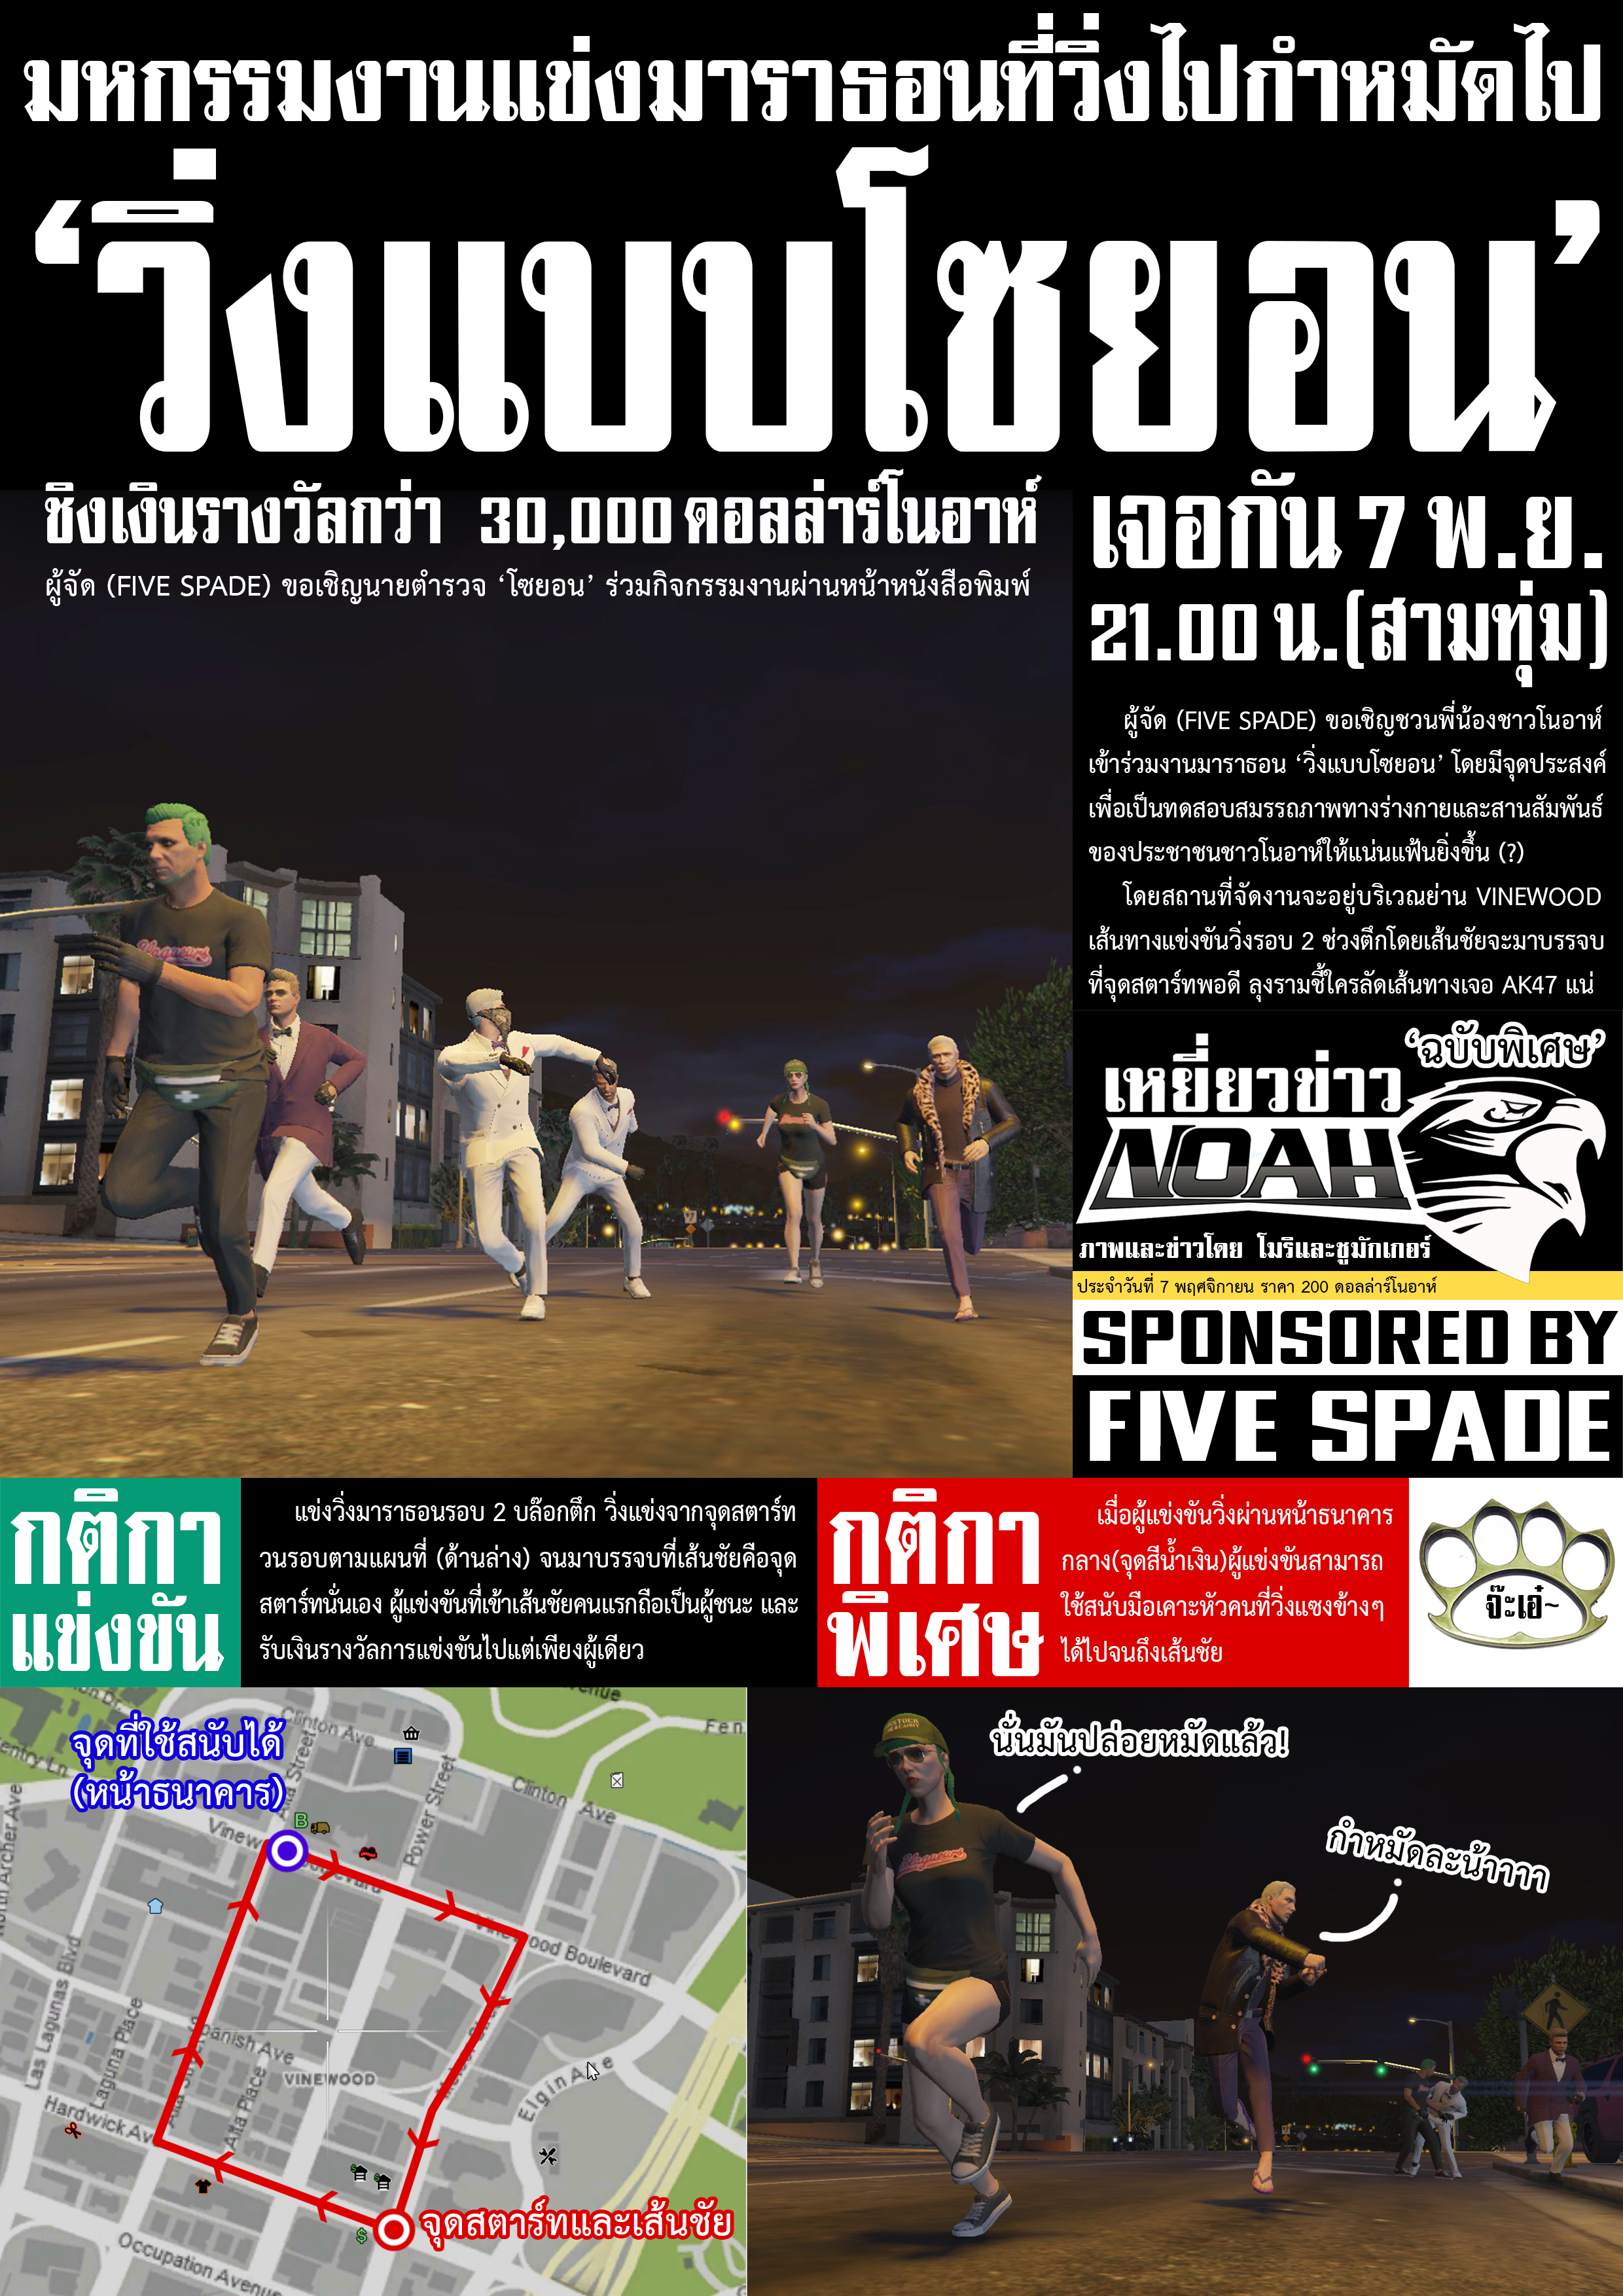 มหกรรมงานแข่งมาราธอนที่วิ่งไปกำหมัดไป
‘วิ่งแบบโซยอน’
ชิงเงินรางวัลกว่า 30,000 ดอลล่าร์โนอาห์
ผู้จัด (FIVE SPADE) ขอเชิญนายตำรวจ ‘โซยอน’ ร่วมกิจกรรมงานผ่านหน้าหนังสือพิมพ์
เจอกัน 7 พ.ย.
21.00 น.(สามทุ่ม)
ผู้จัด (FIVE SPADE) ขอเชิญชวนพี่น้องชาวโนอาห์
เข้าร่วมงานมาราธอน ‘วิ่งแบบโซยอน’ โดยมีจุดประสงค์
เพื่อเป็นทดสอบสมรรถภาพทางร่างกายและสานสัมพันธ์
ของประชาชนชาวโนอาห์ให้แน่นแฟ้นยิ่งขึ้น (?)
โดยสถานที่จัดงานจะอยู่บริเวณย่าน VINEWOOD
เส้นทางแข่งขันวิ่งรอบ 2 ช่วงตึกโดยเส้นชัยจะมาบรรจบ
ที่จุดสตาร์ทพอดี ลุงรามชี้ใครลัดเส้นทางเจอ AK47 แน่
‘ฉบับพิเศษ’
เหยี่ยวข่าว
NOAH
ภาพและข่าวโดย โมริและชูมักเกอร์
ประจำวันที่ 7 พฤศจิกายน ราคา 200 ดอลล่าร์โนอาห์
SPONSORED BY
FIVE SPADE
กติกา
แข่งขัน
แข่งวิ่งมาราธอนรอบ 2 บล๊อกตึก วิ่งแข่งจากจุดสตาร์ท
วนรอบตามแผนที่ (ด้านล่าง) จนมาบรรจบที่เส้นชัยคือจุด
สตาร์ทนั่นเอง ผู้แข่งขันที่เข้าเส้นชัยคนแรกถือเป็นผู้ชนะ และ
รับเงินรางวัลการแข่งขันไปแต่เพียงผู้เดียว
กติกา
พิเศษ
เมื่อผู้แข่งขันวิ่งผ่านหน้าธนาคาร
กลาง(จุดสีน้ำเงิน)ผู้แข่งขันสามารถ
ใช้สนับมือเคาะหัวคนที่วิ่งแซงข้างๆ
ได้ไปจนถึงเส้นชัย
จ๊ะเอ๋~
จุดที่ใช้สนับได้
(หน้าธนาคาร)
Clinton Ave
Clinton Ave
Power Street
B
Las Lagunas Blvd
Laguna Place
Alta Place
VINEWOOD
Hardwick Av
Boulevard
Elgin Ave
Occupation Avenue
จุดสตาร์ทและเส้นชัย
นั่นมันปล่อยหมัดแล้ว!
กำหมัดละน้าาาา